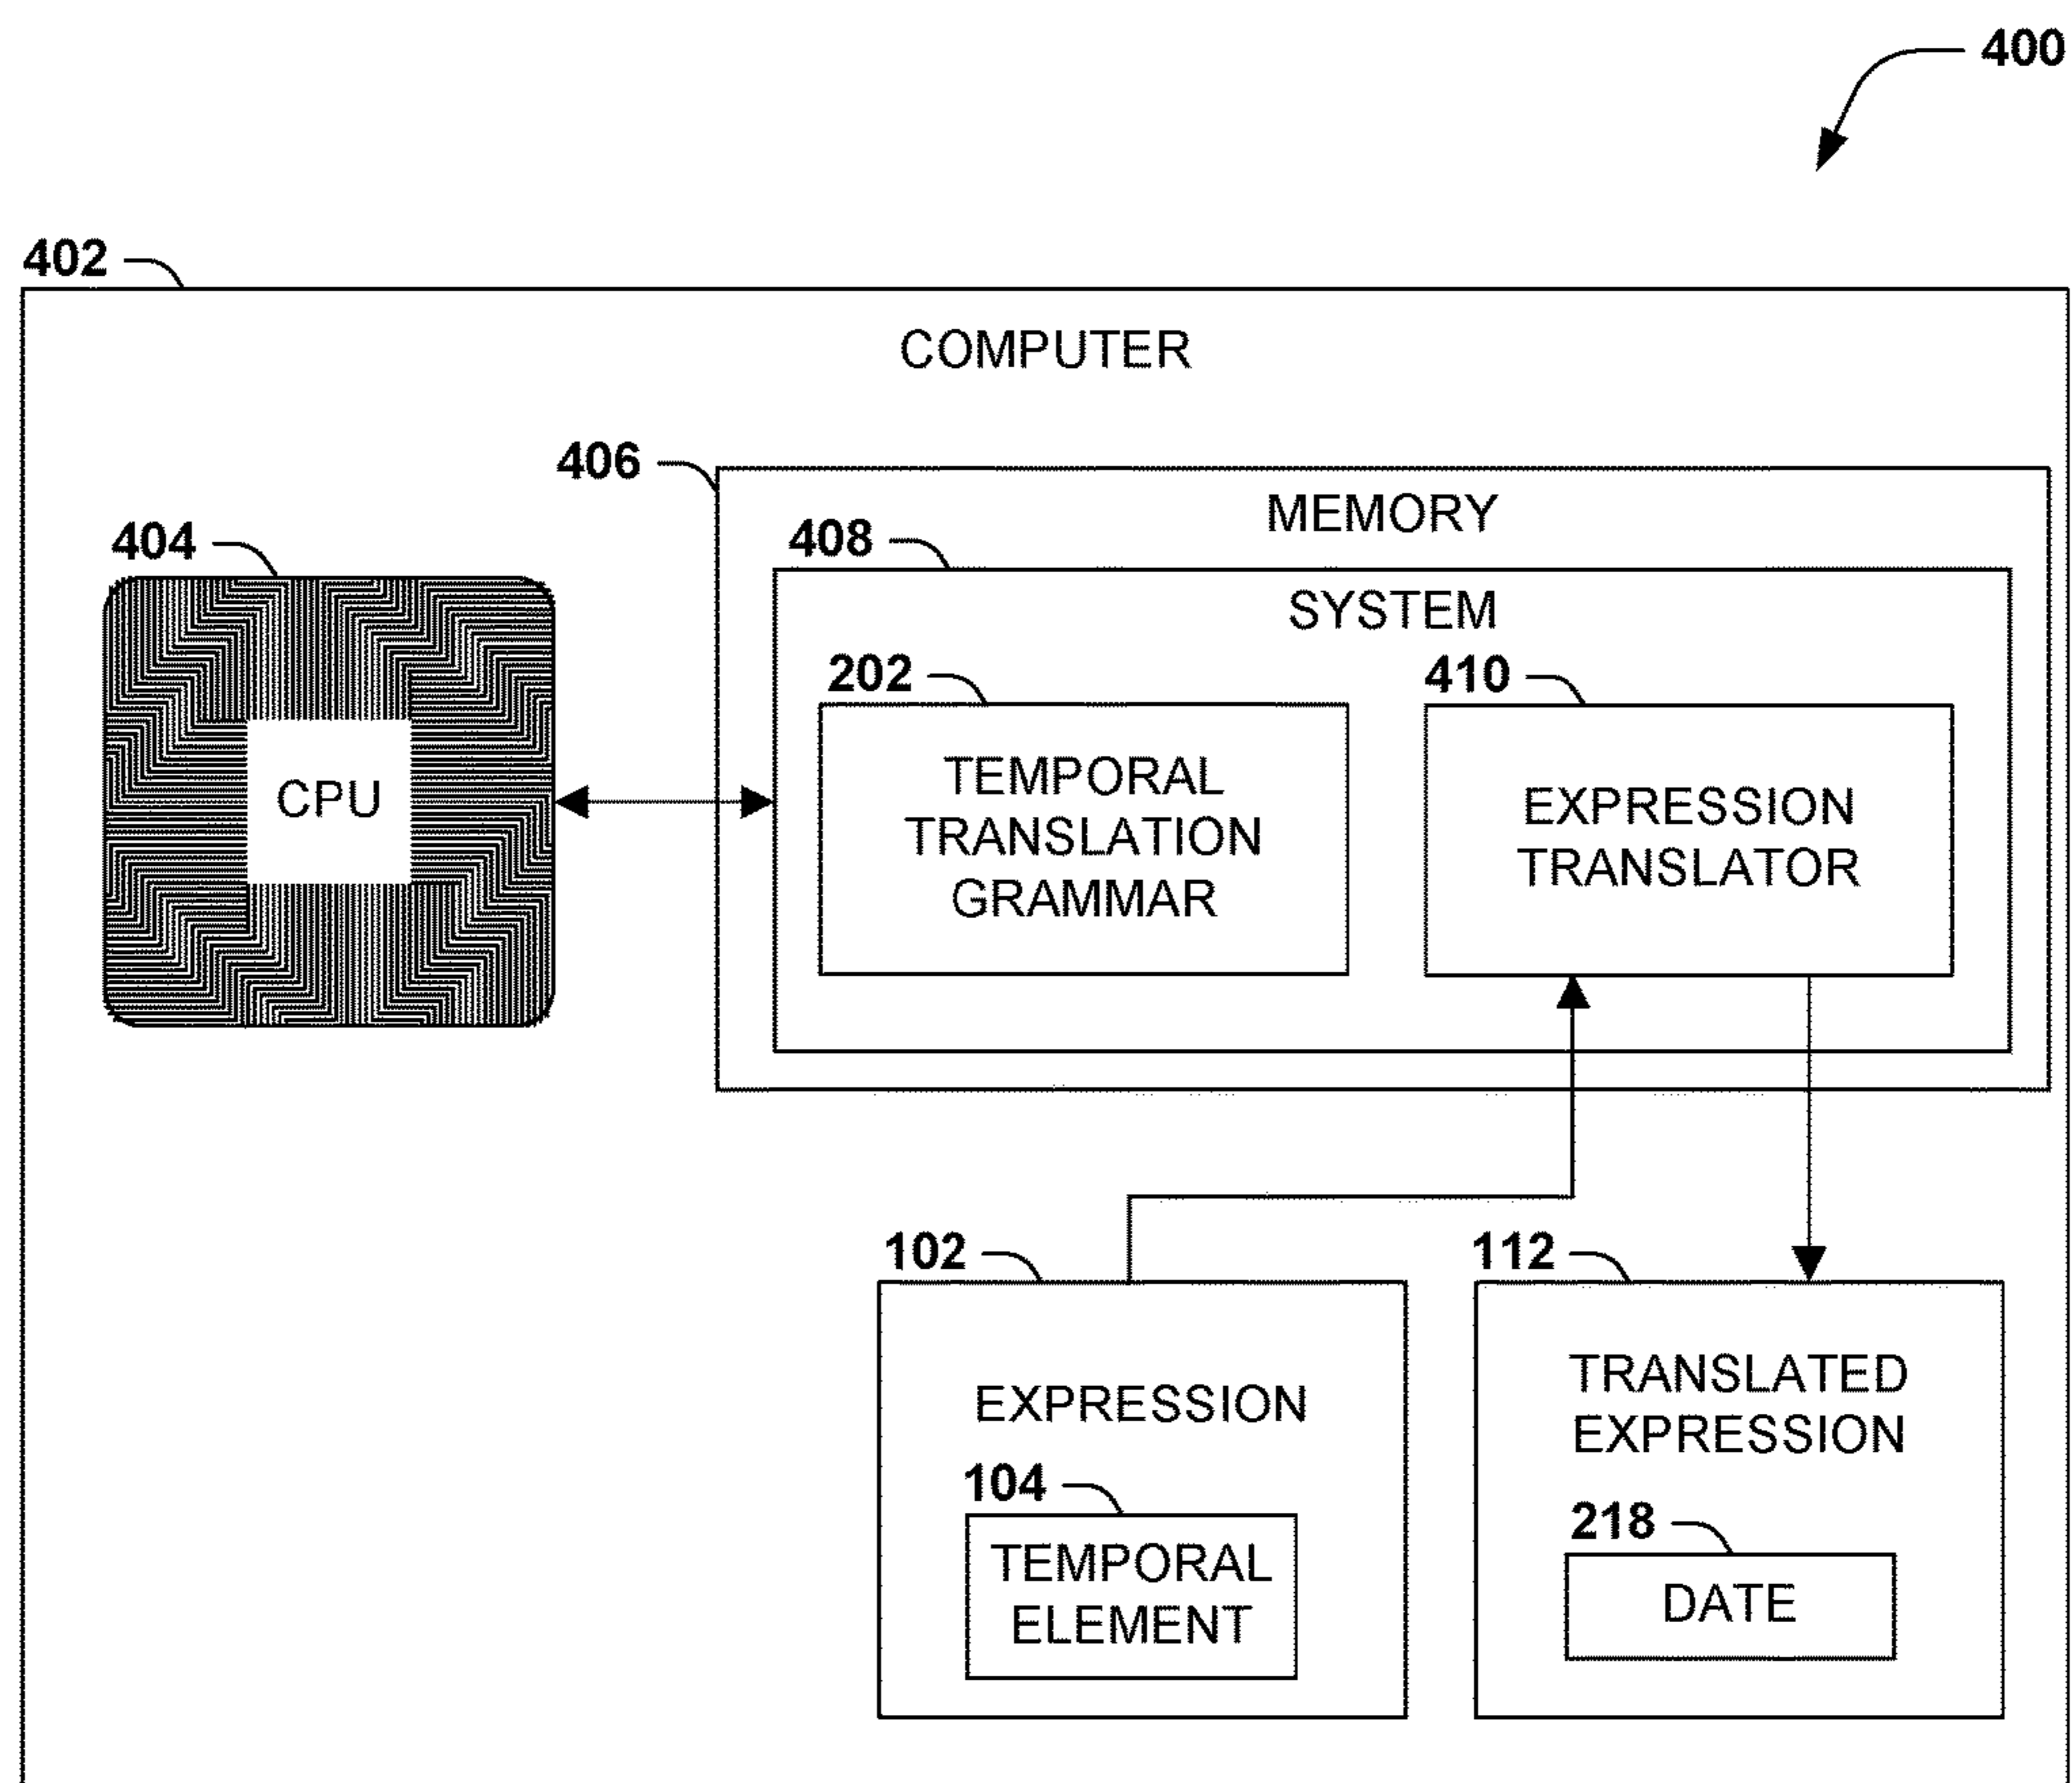 400
402
COMPUTER
406
MEMORY
404
408
SYSTEM
202
410
TEMPORAL
TRANSLATION
GRAMMAR
EXPRESSION
TRANSLATOR
CPU
102
112
EXPRESSION
TRANSLATED
EXPRESSION
104
TEMPORAL
ELEMENT
218
DATE